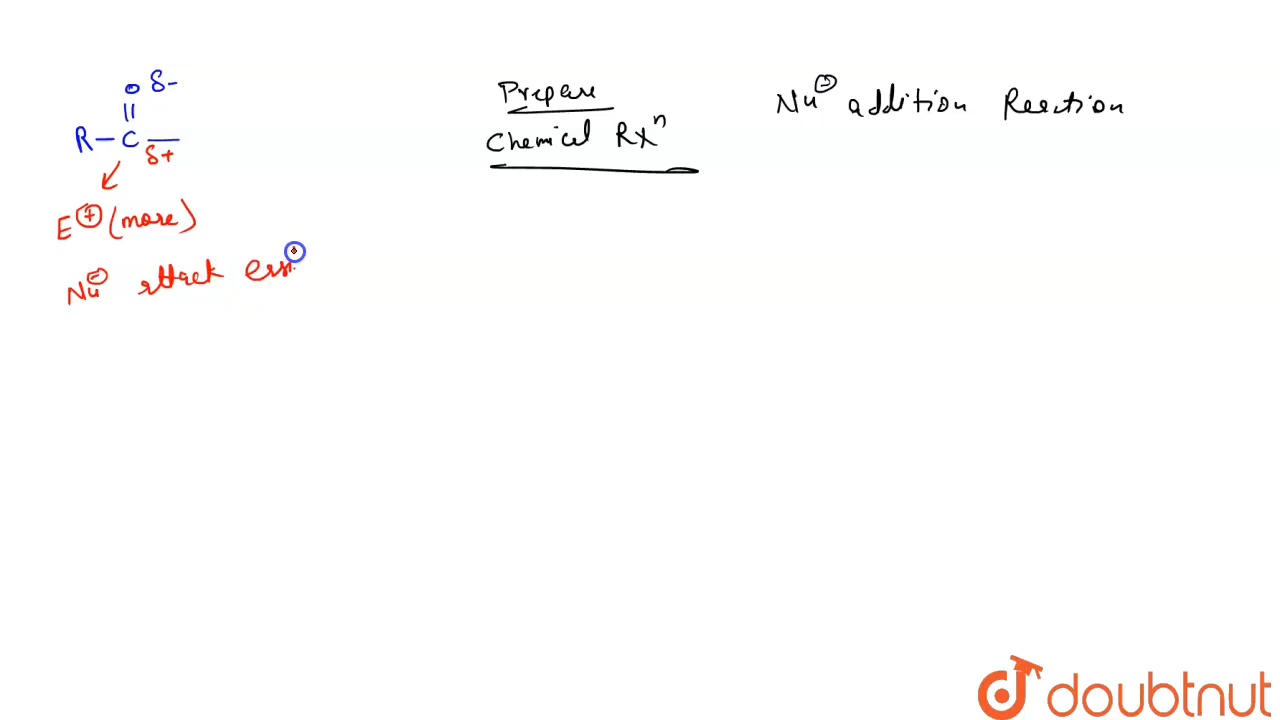 O δ-
||
R-C-
δ+
E⊕ (more)
Nu⊖ attack
Prepare
Chemical Rxⁿ
Nu⊖ addition Reaction
doubtnut